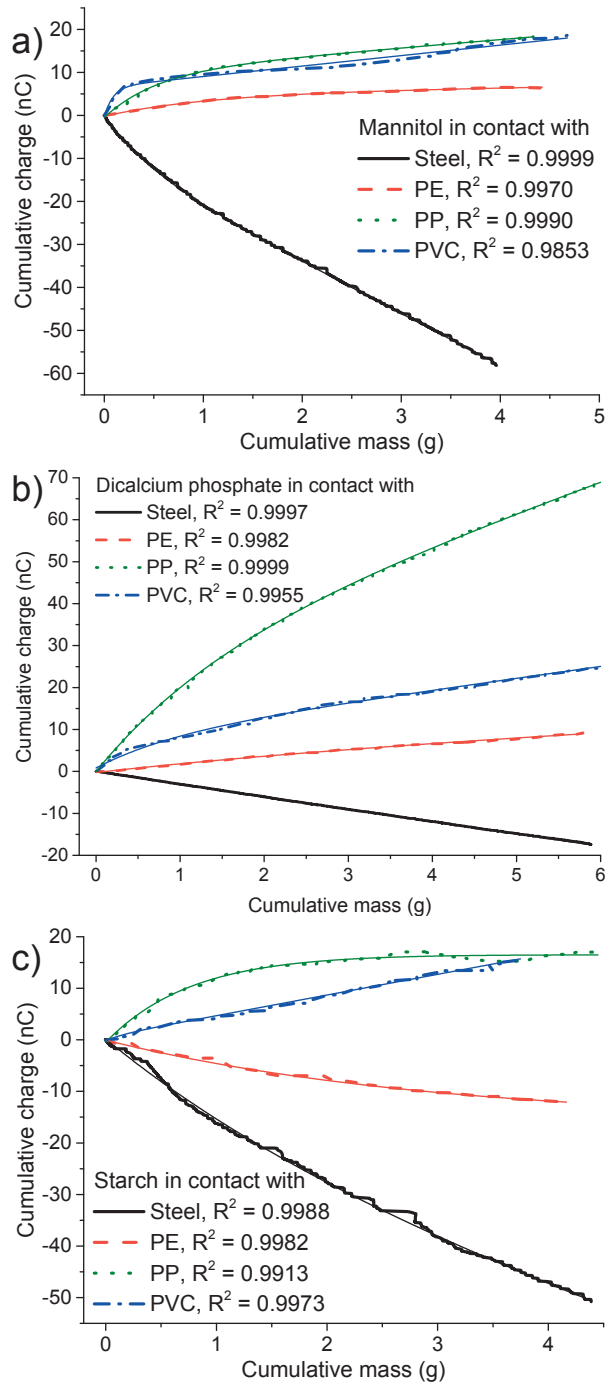 a)
20
10
0
-10
-20
-30
-40
-50
-60
Cumulative charge (nC)
Mannitol in contact with
Steel, R² = 0.9999
PE, R² = 0.9970
PP, R² = 0.9990
PVC, R² = 0.9853
0 1 2 3 4 5
Cumulative mass (g)
b)
70
60
50
40
30
20
10
0
-10
-20
Cumulative charge (nC)
Dicalcium phosphate in contact with
Steel, R² = 0.9997
PE, R² = 0.9982
PP, R² = 0.9999
PVC, R² = 0.9955
0 1 2 3 4 5 6
Cumulative mass (g)
c)
20
10
0
-10
-20
-30
-40
-50
Cumulative charge (nC)
Starch in contact with
Steel, R² = 0.9988
PE, R² = 0.9982
PP, R² = 0.9913
PVC, R² = 0.9973
0 1 2 3 4
Cumulative mass (g)